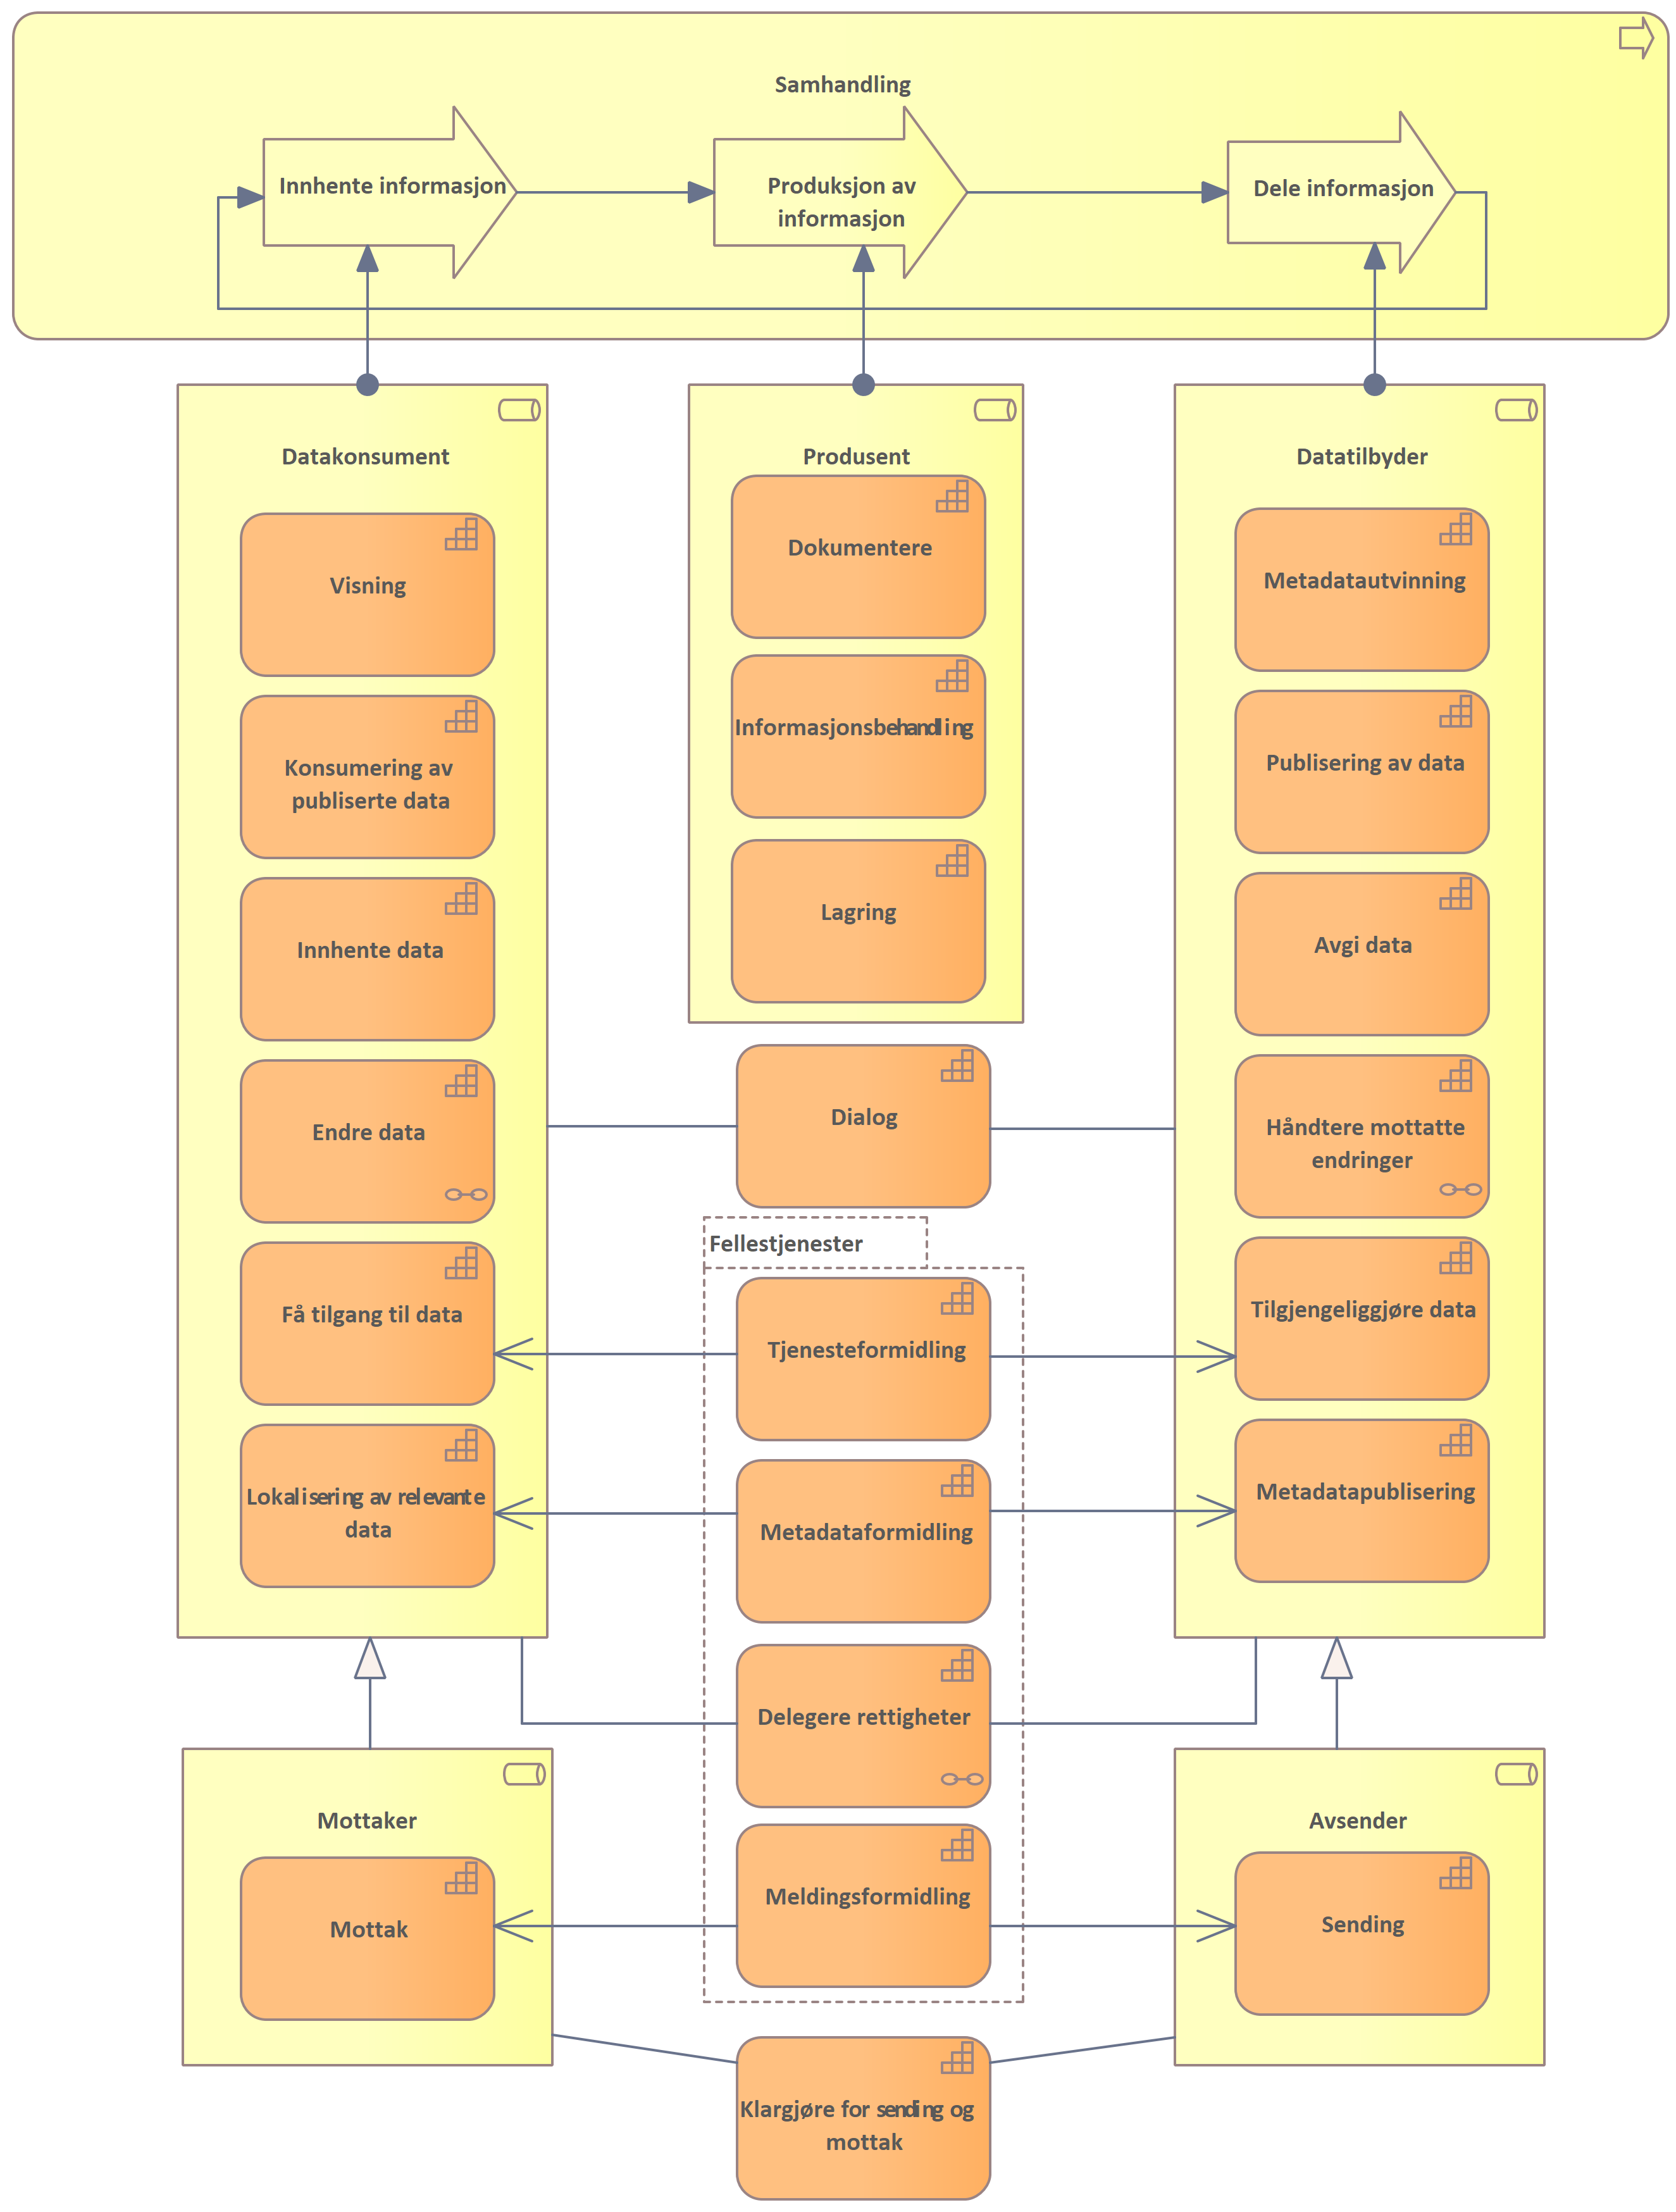 Samhandling
Innhente informasjon
Produksjon av
informasjon
Dele informasjon
Datakonsument
Visning
Konsumering av
publiserte data
Innhente data
Endre data
Få tilgang til data
Lokalisering av relevante
data
Produsent
Dokumentere
Informasjonsbehandling
Lagring
Datatilbyder
Metadatautvinning
Publisering av data
Avgi data
Håndtere mottatte
endringer
Tilgjengeliggjøre data
Metadatapublisering
Dialog
Fellestjenester
Tjenesteformidling
Metadataformidling
Delegere rettigheter
Meldingsformidling
Mottaker
Mottak
Avsender
Sending
Klargjøre for sending og
mottak